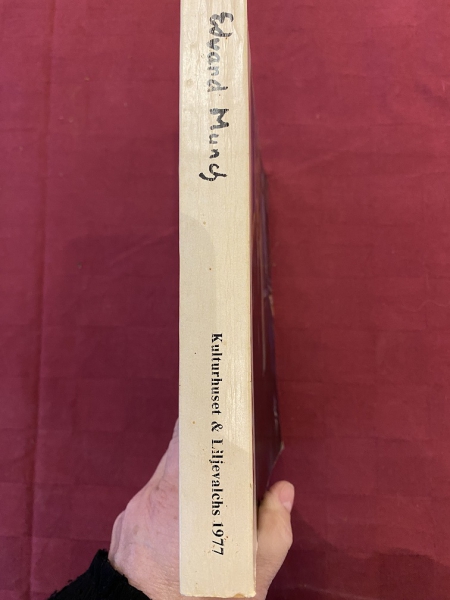 Edvard Munch
Kulturhuset & Liljevalchs 1977